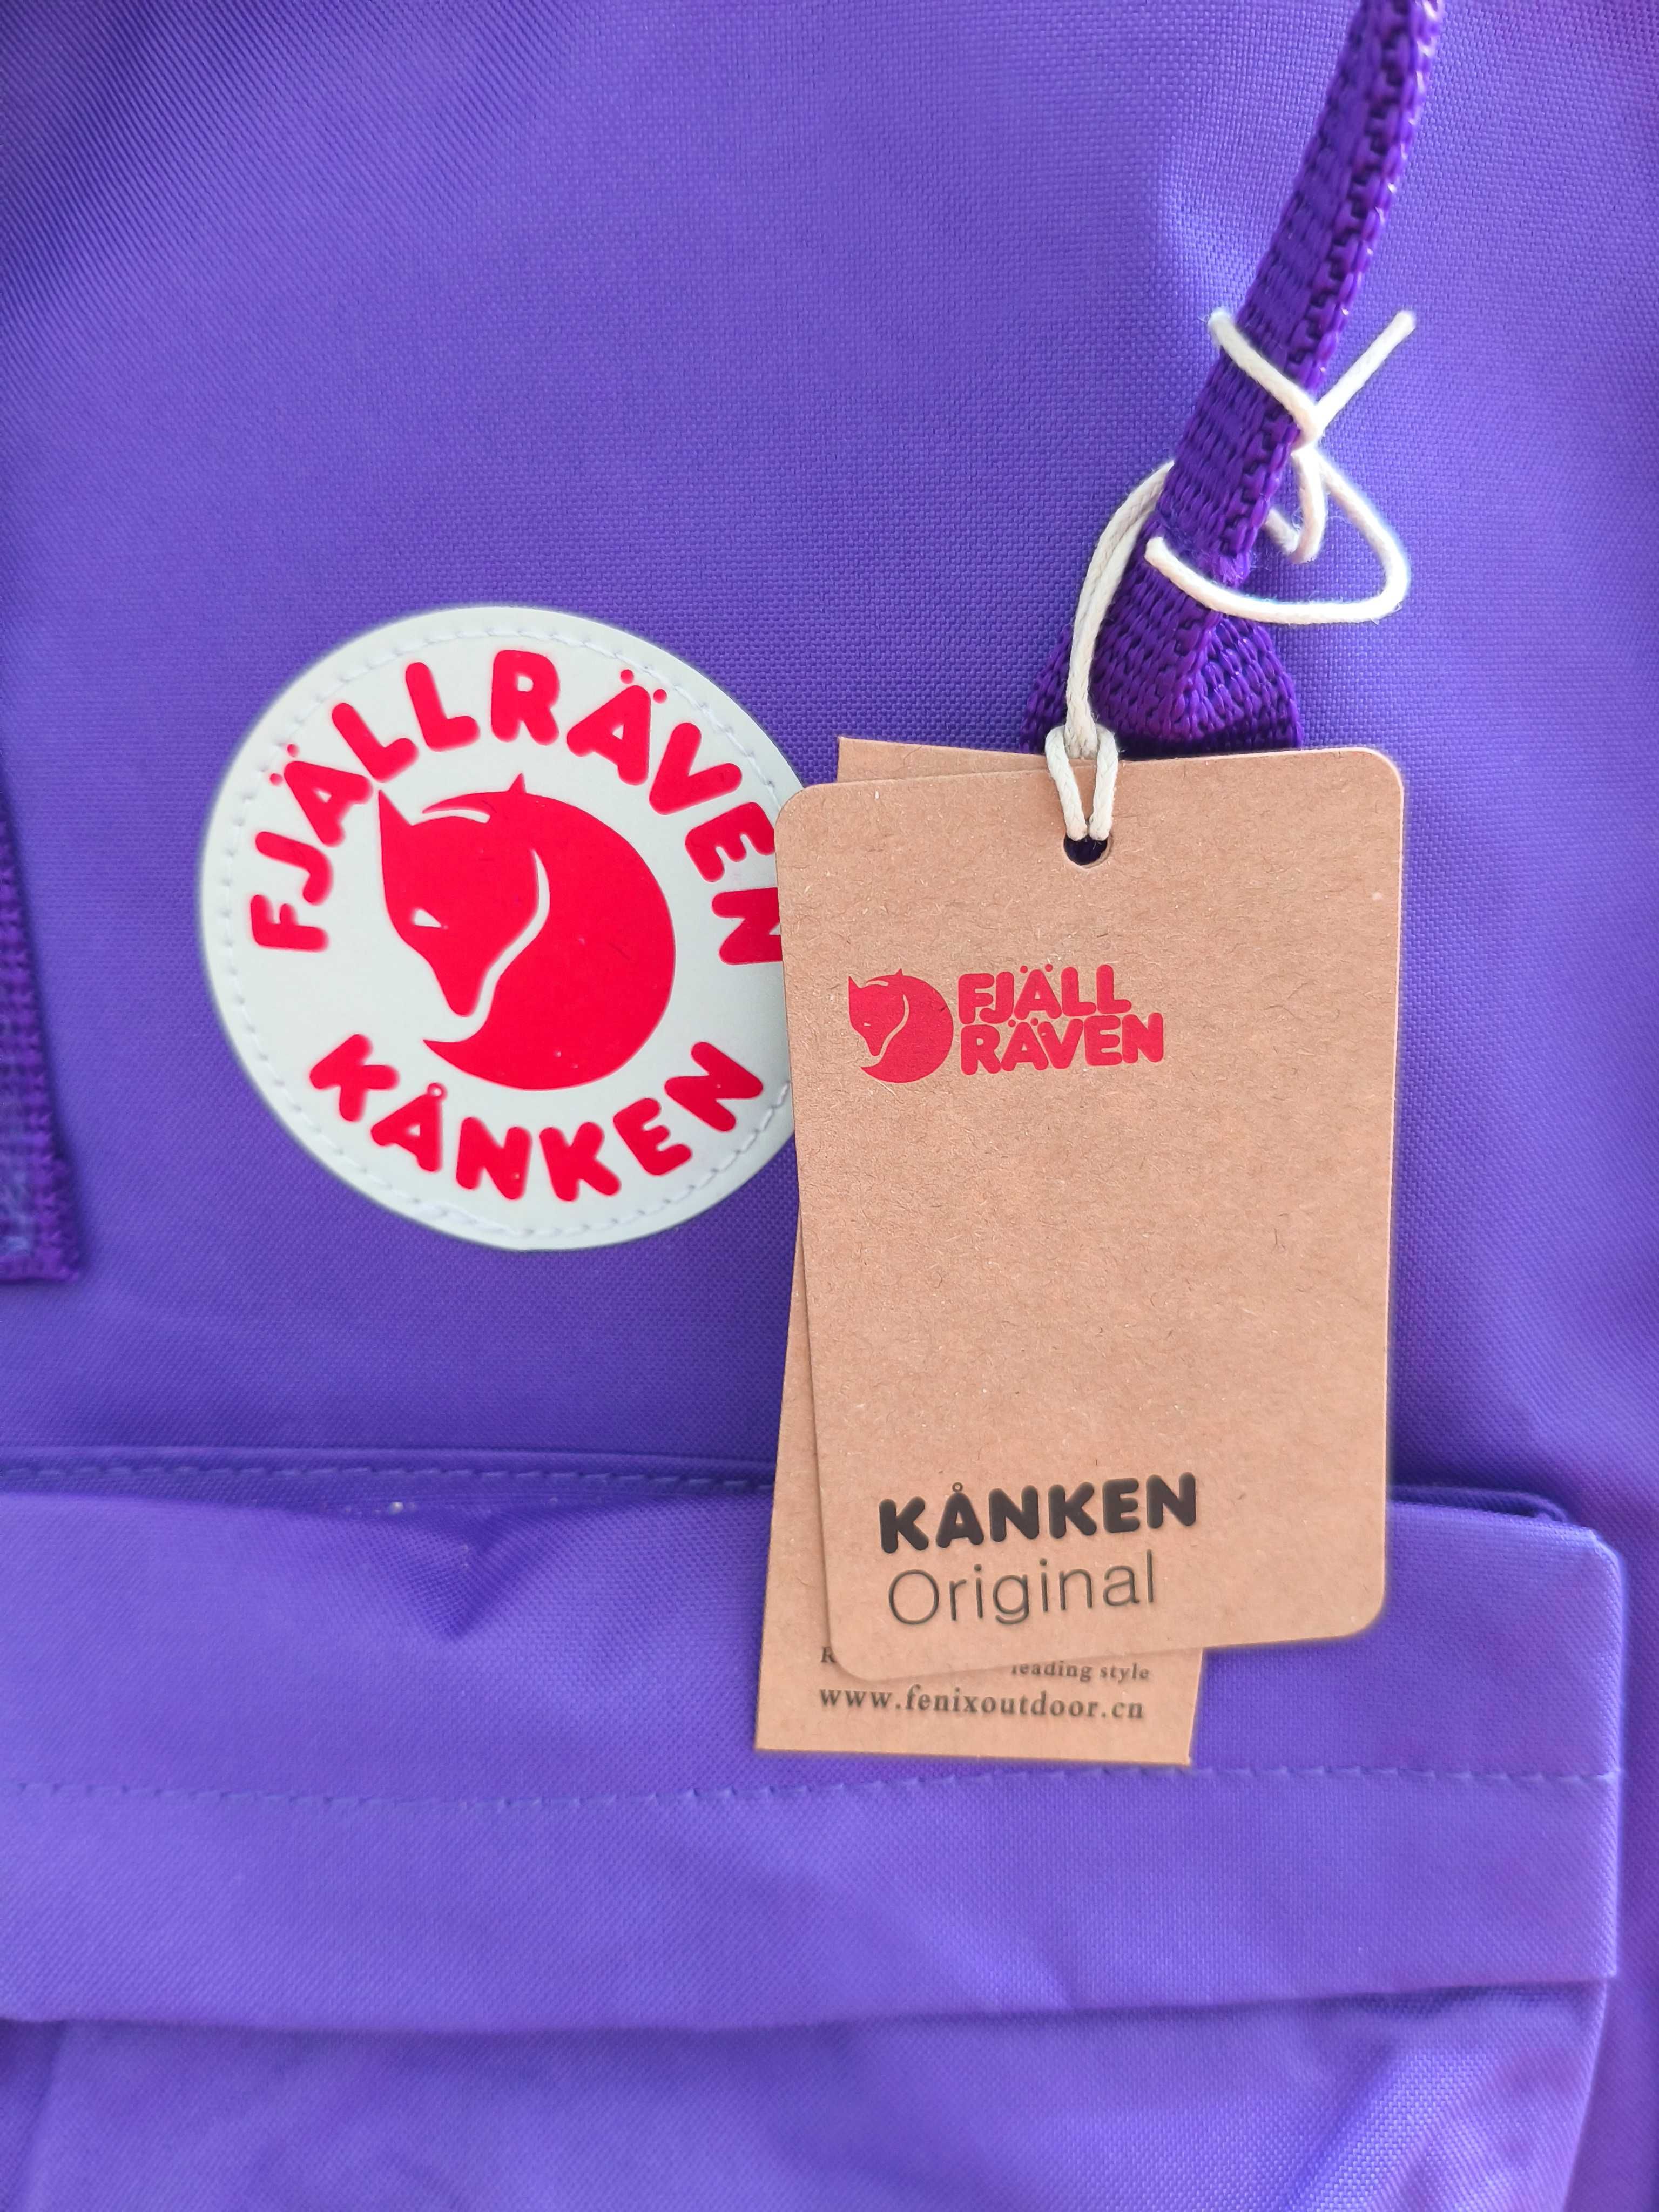 FJÄLLRÄVEN
KÅNKEN
FJÄLL
RÄVEN
KÅNKEN
Original
leading style
www.fenixoutdoor.cn